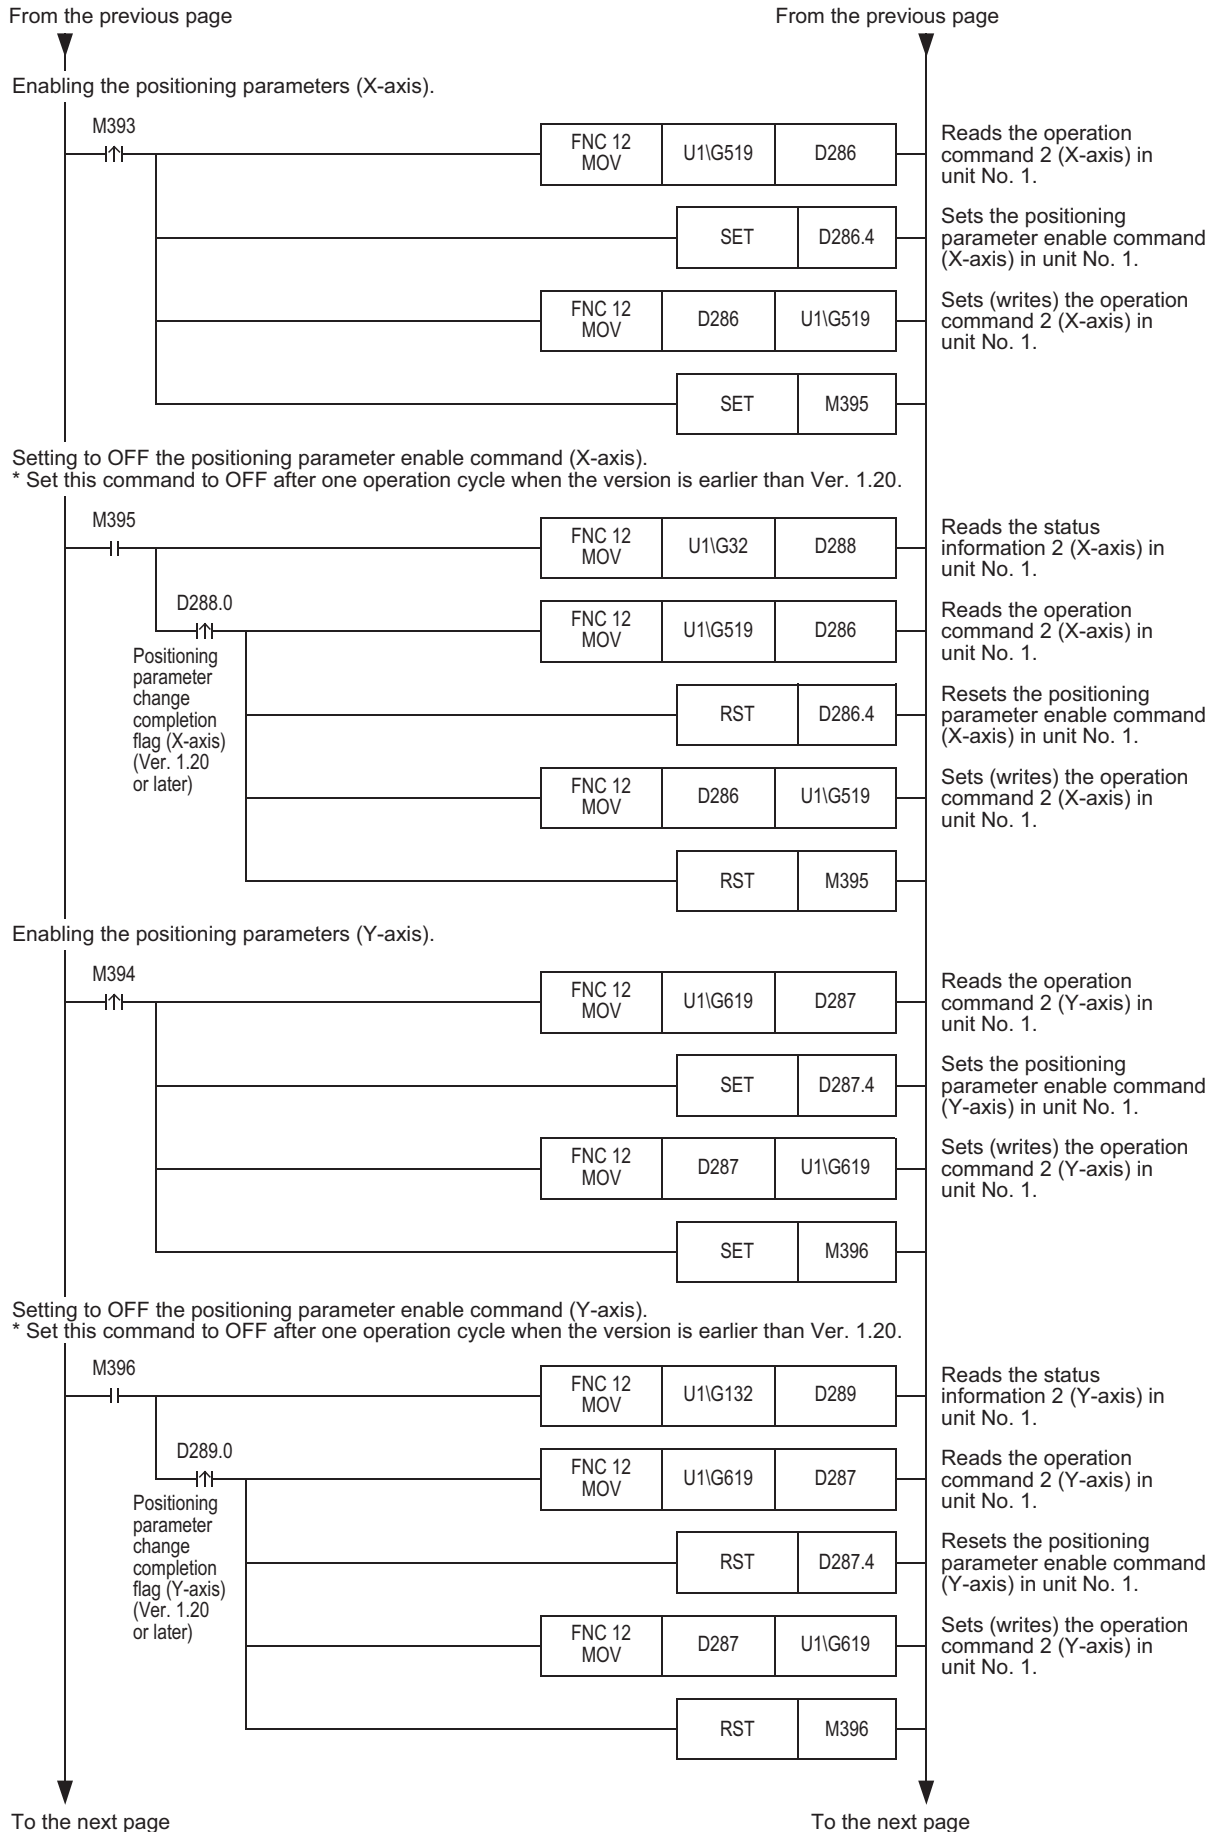 From the previous page
From the previous page
Enabling the positioning parameters (X-axis).
M393
FNC 12
MOV
U1\G519
D286
Reads the operation
command 2 (X-axis) in
unit No. 1.
SET
D286.4
Sets the positioning
parameter enable command
(X-axis) in unit No. 1.
FNC 12
MOV
D286
U1\G519
Sets (writes) the operation
command 2 (X-axis) in
unit No. 1.
SET
M395
Setting to OFF the positioning parameter enable command (X-axis).
* Set this command to OFF after one operation cycle when the version is earlier than Ver. 1.20.
M395
FNC 12
MOV
U1\G32
D288
Reads the status
information 2 (X-axis) in
unit No. 1.
D288.0
Positioning
parameter
change
completion
flag (X-axis)
(Ver. 1.20
or later)
FNC 12
MOV
U1\G519
D286
Reads the operation
command 2 (X-axis) in
unit No. 1.
RST
D286.4
Resets the positioning
parameter enable command
(X-axis) in unit No. 1.
FNC 12
MOV
D286
U1\G519
Sets (writes) the operation
command 2 (X-axis) in
unit No. 1.
RST
M395
Enabling the positioning parameters (Y-axis).
M394
FNC 12
MOV
U1\G619
D287
Reads the operation
command 2 (Y-axis) in
unit No. 1.
SET
D287.4
Sets the positioning
parameter enable command
(Y-axis) in unit No. 1.
FNC 12
MOV
D287
U1\G619
Sets (writes) the operation
command 2 (Y-axis) in
unit No. 1.
SET
M396
Setting to OFF the positioning parameter enable command (Y-axis).
* Set this command to OFF after one operation cycle when the version is earlier than Ver. 1.20.
M396
FNC 12
MOV
U1\G132
D289
Reads the status
information 2 (Y-axis) in
unit No. 1.
D289.0
Positioning
parameter
change
completion
flag (Y-axis)
(Ver. 1.20
or later)
FNC 12
MOV
U1\G619
D287
Reads the operation
command 2 (Y-axis) in
unit No. 1.
RST
D287.4
Resets the positioning
parameter enable command
(Y-axis) in unit No. 1.
FNC 12
MOV
D287
U1\G619
Sets (writes) the operation
command 2 (Y-axis) in
unit No. 1.
RST
M396
To the next page
To the next page